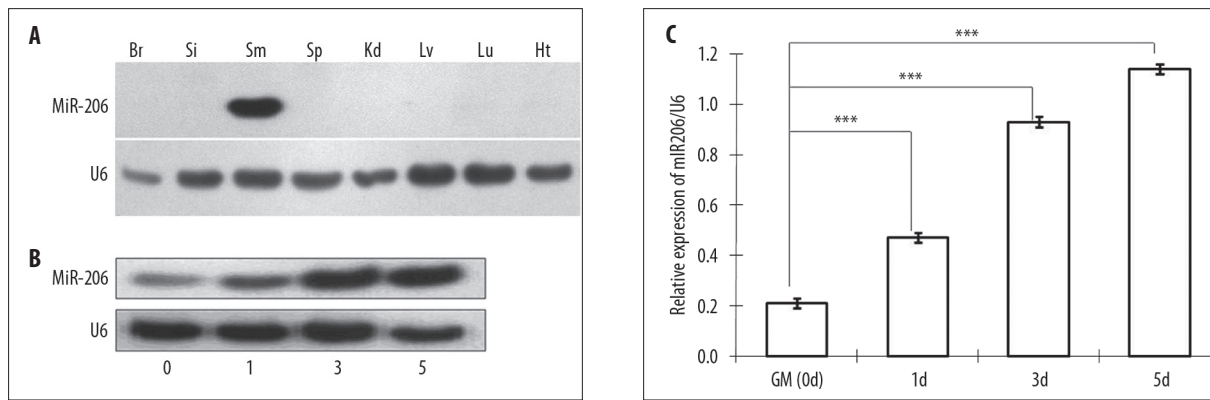 A
Br Si Sm Sp Kd Lv Lu Ht
MiR-206
U6
B
MiR-206
U6
0 1 3 5
C
Relative expression of mIR206/U6
1.2
1.0
0.8
0.6
0.4
0.2
0.0
***
***
***
GM (0d) 1d 3d 5d